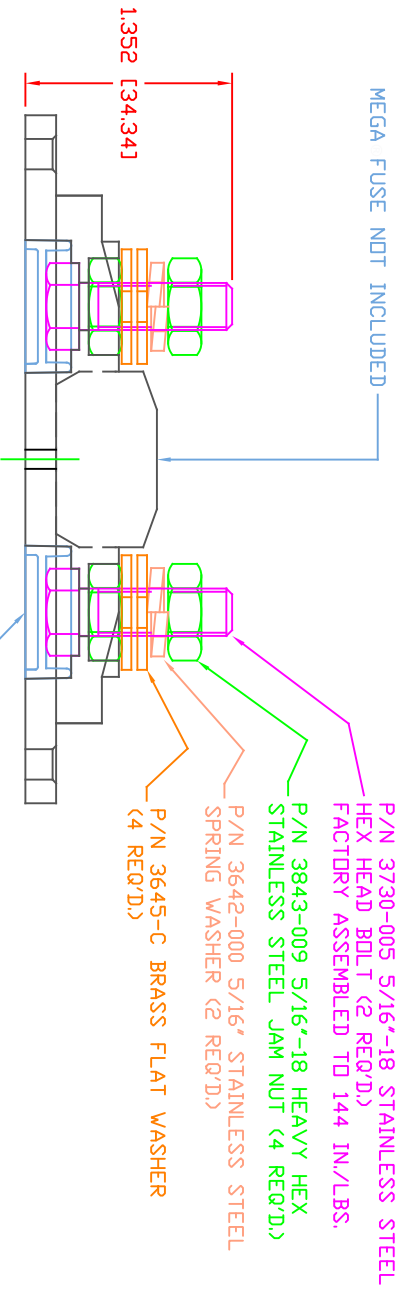 MEGA FUSE NOT INCLUDED
1.352 [34.34]
P/N 3730-005 5/16"-18 STAINLESS STEEL
HEX HEAD BOLT (2 REQ'D.)
FACTORY ASSEMBLED TO 144 IN./LBS.
P/N 3843-009 5/16"-18 HEAVY HEX
STAINLESS STEEL JAM NUT (4 REQ'D.)
P/N 3642-000 5/16" STAINLESS STEEL
SPRING WASHER (2 REQ'D.)
P/N 3645-C BRASS FLAT WASHER
(4 REQ'D.)